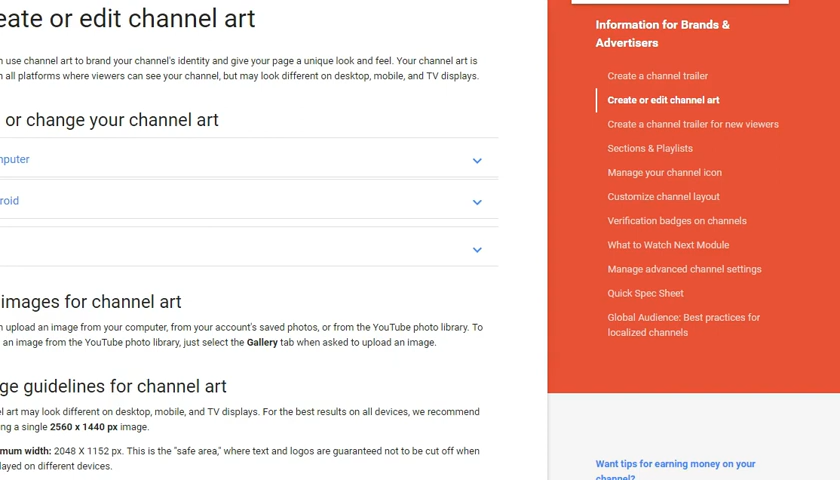 eate or edit channel art
n use channel art to brand your channel's identity and give your page a unique look and feel. Your channel art is
n all platforms where viewers can see your channel, but may look different on desktop, mobile, and TV displays.
or change your channel art
nputer
roid
images for channel art
n upload an image from your computer, from your account's saved photos, or from the YouTube photo library. To
an image from the YouTube photo library, just select the Gallery tab when asked to upload an image.
ge guidelines for channel art
el art may look different on desktop, mobile, and TV displays. For the best results on all devices, we recommend
ng a single 2560 x 1440 px image.
mum width: 2048 X 1152 px. This is the "safe area," where text and logos are guaranteed not to be cut off when
layed on different devices.
Information for Brands &
Advertisers
Create a channel trailer
Create or edit channel art
Create a channel trailer for new viewers
Sections & Playlists
Manage your channel icon
Customize channel layout
Verification badges on channels
What to Watch Next Module
Manage advanced channel settings
Quick Spec Sheet
Global Audience: Best practices for
localized channels
Want tips for earning money on your
channel?